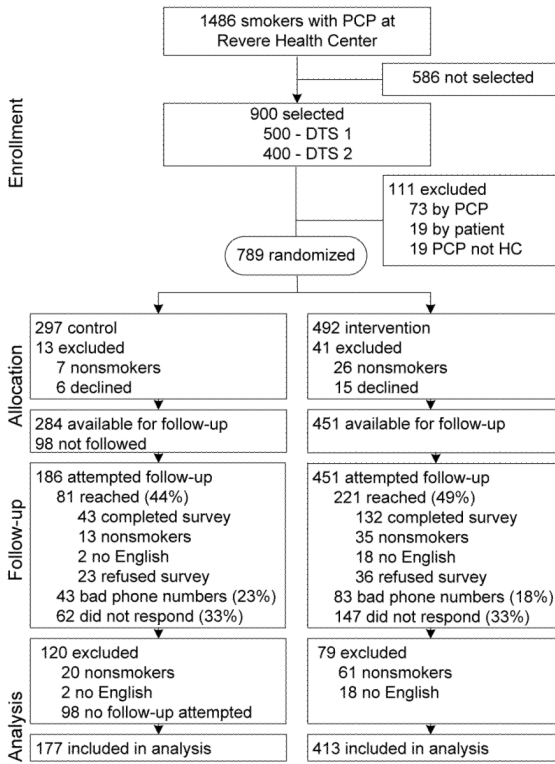 1486 smokers with PCP at
Revere Health Center
586 not selected
Enrollment
900 selected
500 - DTS 1
400 - DTS 2
111 excluded
73 by PCP
19 by patient
19 PCP not HC
789 randomized
Allocation
297 control
13 excluded
7 nonsmokers
6 declined
492 intervention
41 excluded
26 nonsmokers
15 declined
284 available for follow-up
98 not followed
451 available for follow-up
Follow-up
186 attempted follow-up
81 reached (44%)
43 completed survey
13 nonsmokers
2 no English
23 refused survey
43 bad phone numbers (23%)
62 did not respond (33%)
451 attempted follow-up
221 reached (49%)
132 completed survey
35 nonsmokers
18 no English
36 refused survey
83 bad phone numbers (18%)
147 did not respond (33%)
Analysis
120 excluded
20 nonsmokers
2 no English
98 no follow-up attempted
79 excluded
61 nonsmokers
18 no English
177 included in analysis
413 included in analysis